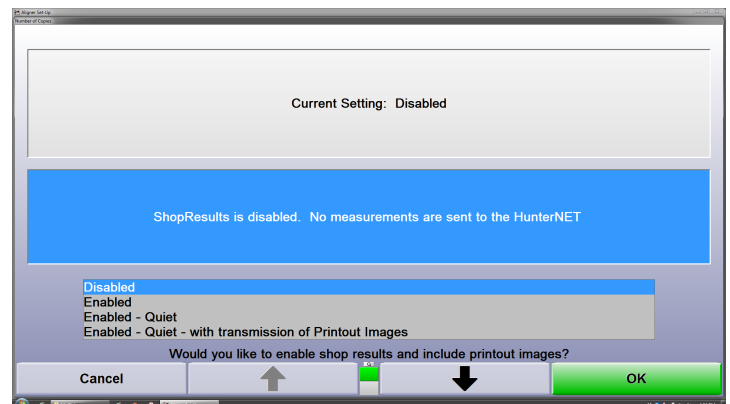 Aligner Set-Up
Number of Copies
Current Setting: Disabled
ShopResults is disabled. No measurements are sent to the HunterNET
Disabled
Enabled
Enabled - Quiet
Enabled - Quiet - with transmission of Printout Images
Would you like to enable shop results and include printout images?
Cancel
OK